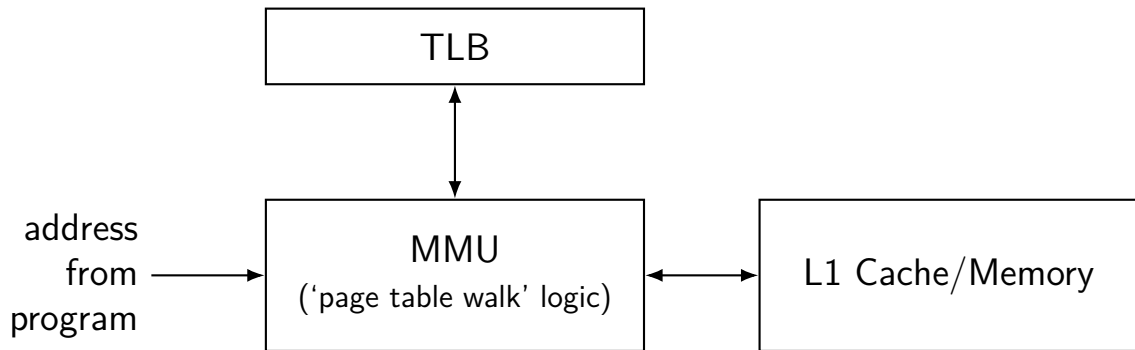 TLB
address
from
program
MMU
(‘page table walk’ logic)
L1 Cache/Memory